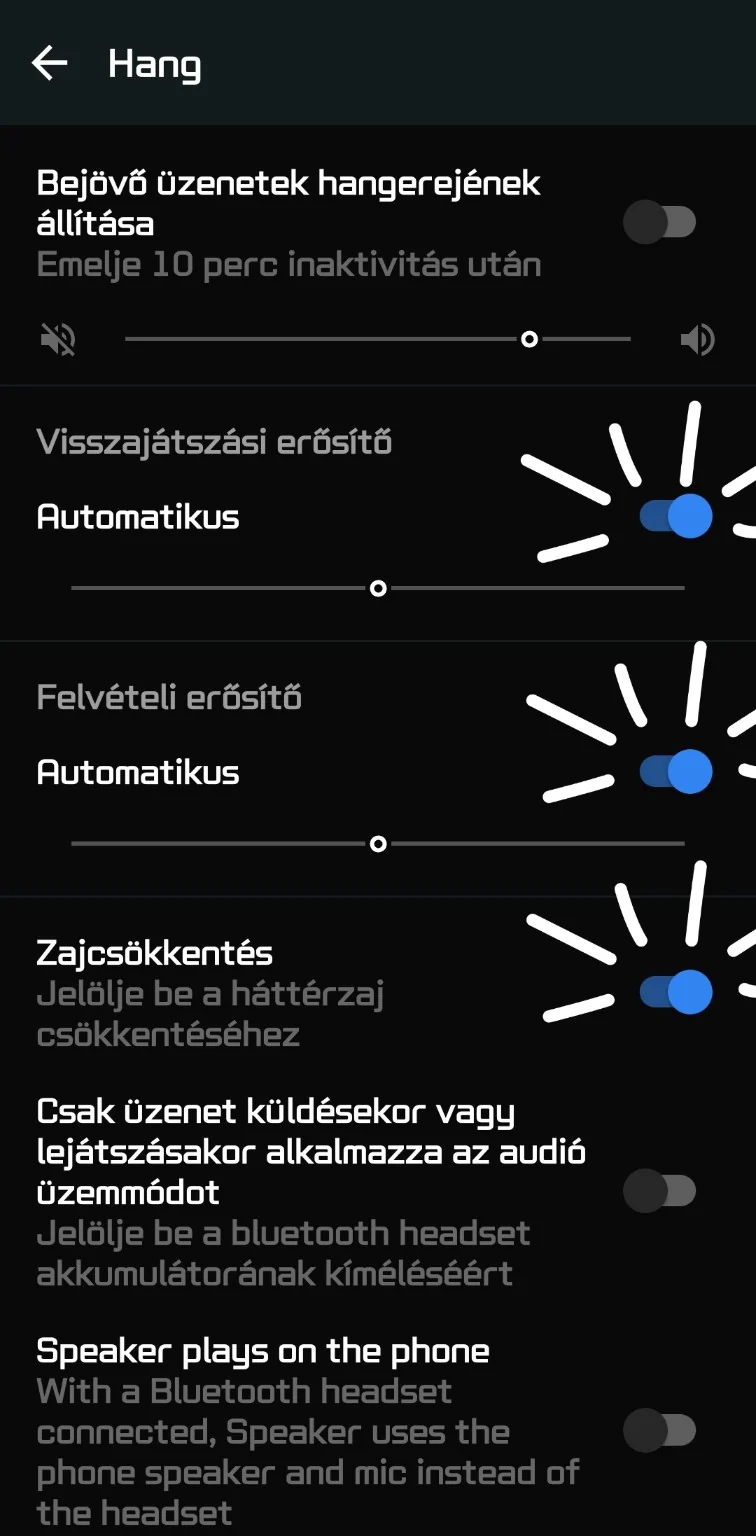 Hang
Bejövő üzenetek hangerejének
állítása
Emelje 10 perc inaktivitás után
Visszajátszási erősítő
Automatikus
Felvételi erősítő
Automatikus
Zajcsökkentés
Jelölje be a háttérzaj
csökkentéséhez
Csak üzenet küldésekor vagy
lejátszásakor alkalmazza az audió
üzemmódot
Jelölje be a bluetooth headset
akkumulátorának kíméléséért
Speaker plays on the phone
With a Bluetooth headset
connected, Speaker uses the
phone speaker and mic instead of
the headset